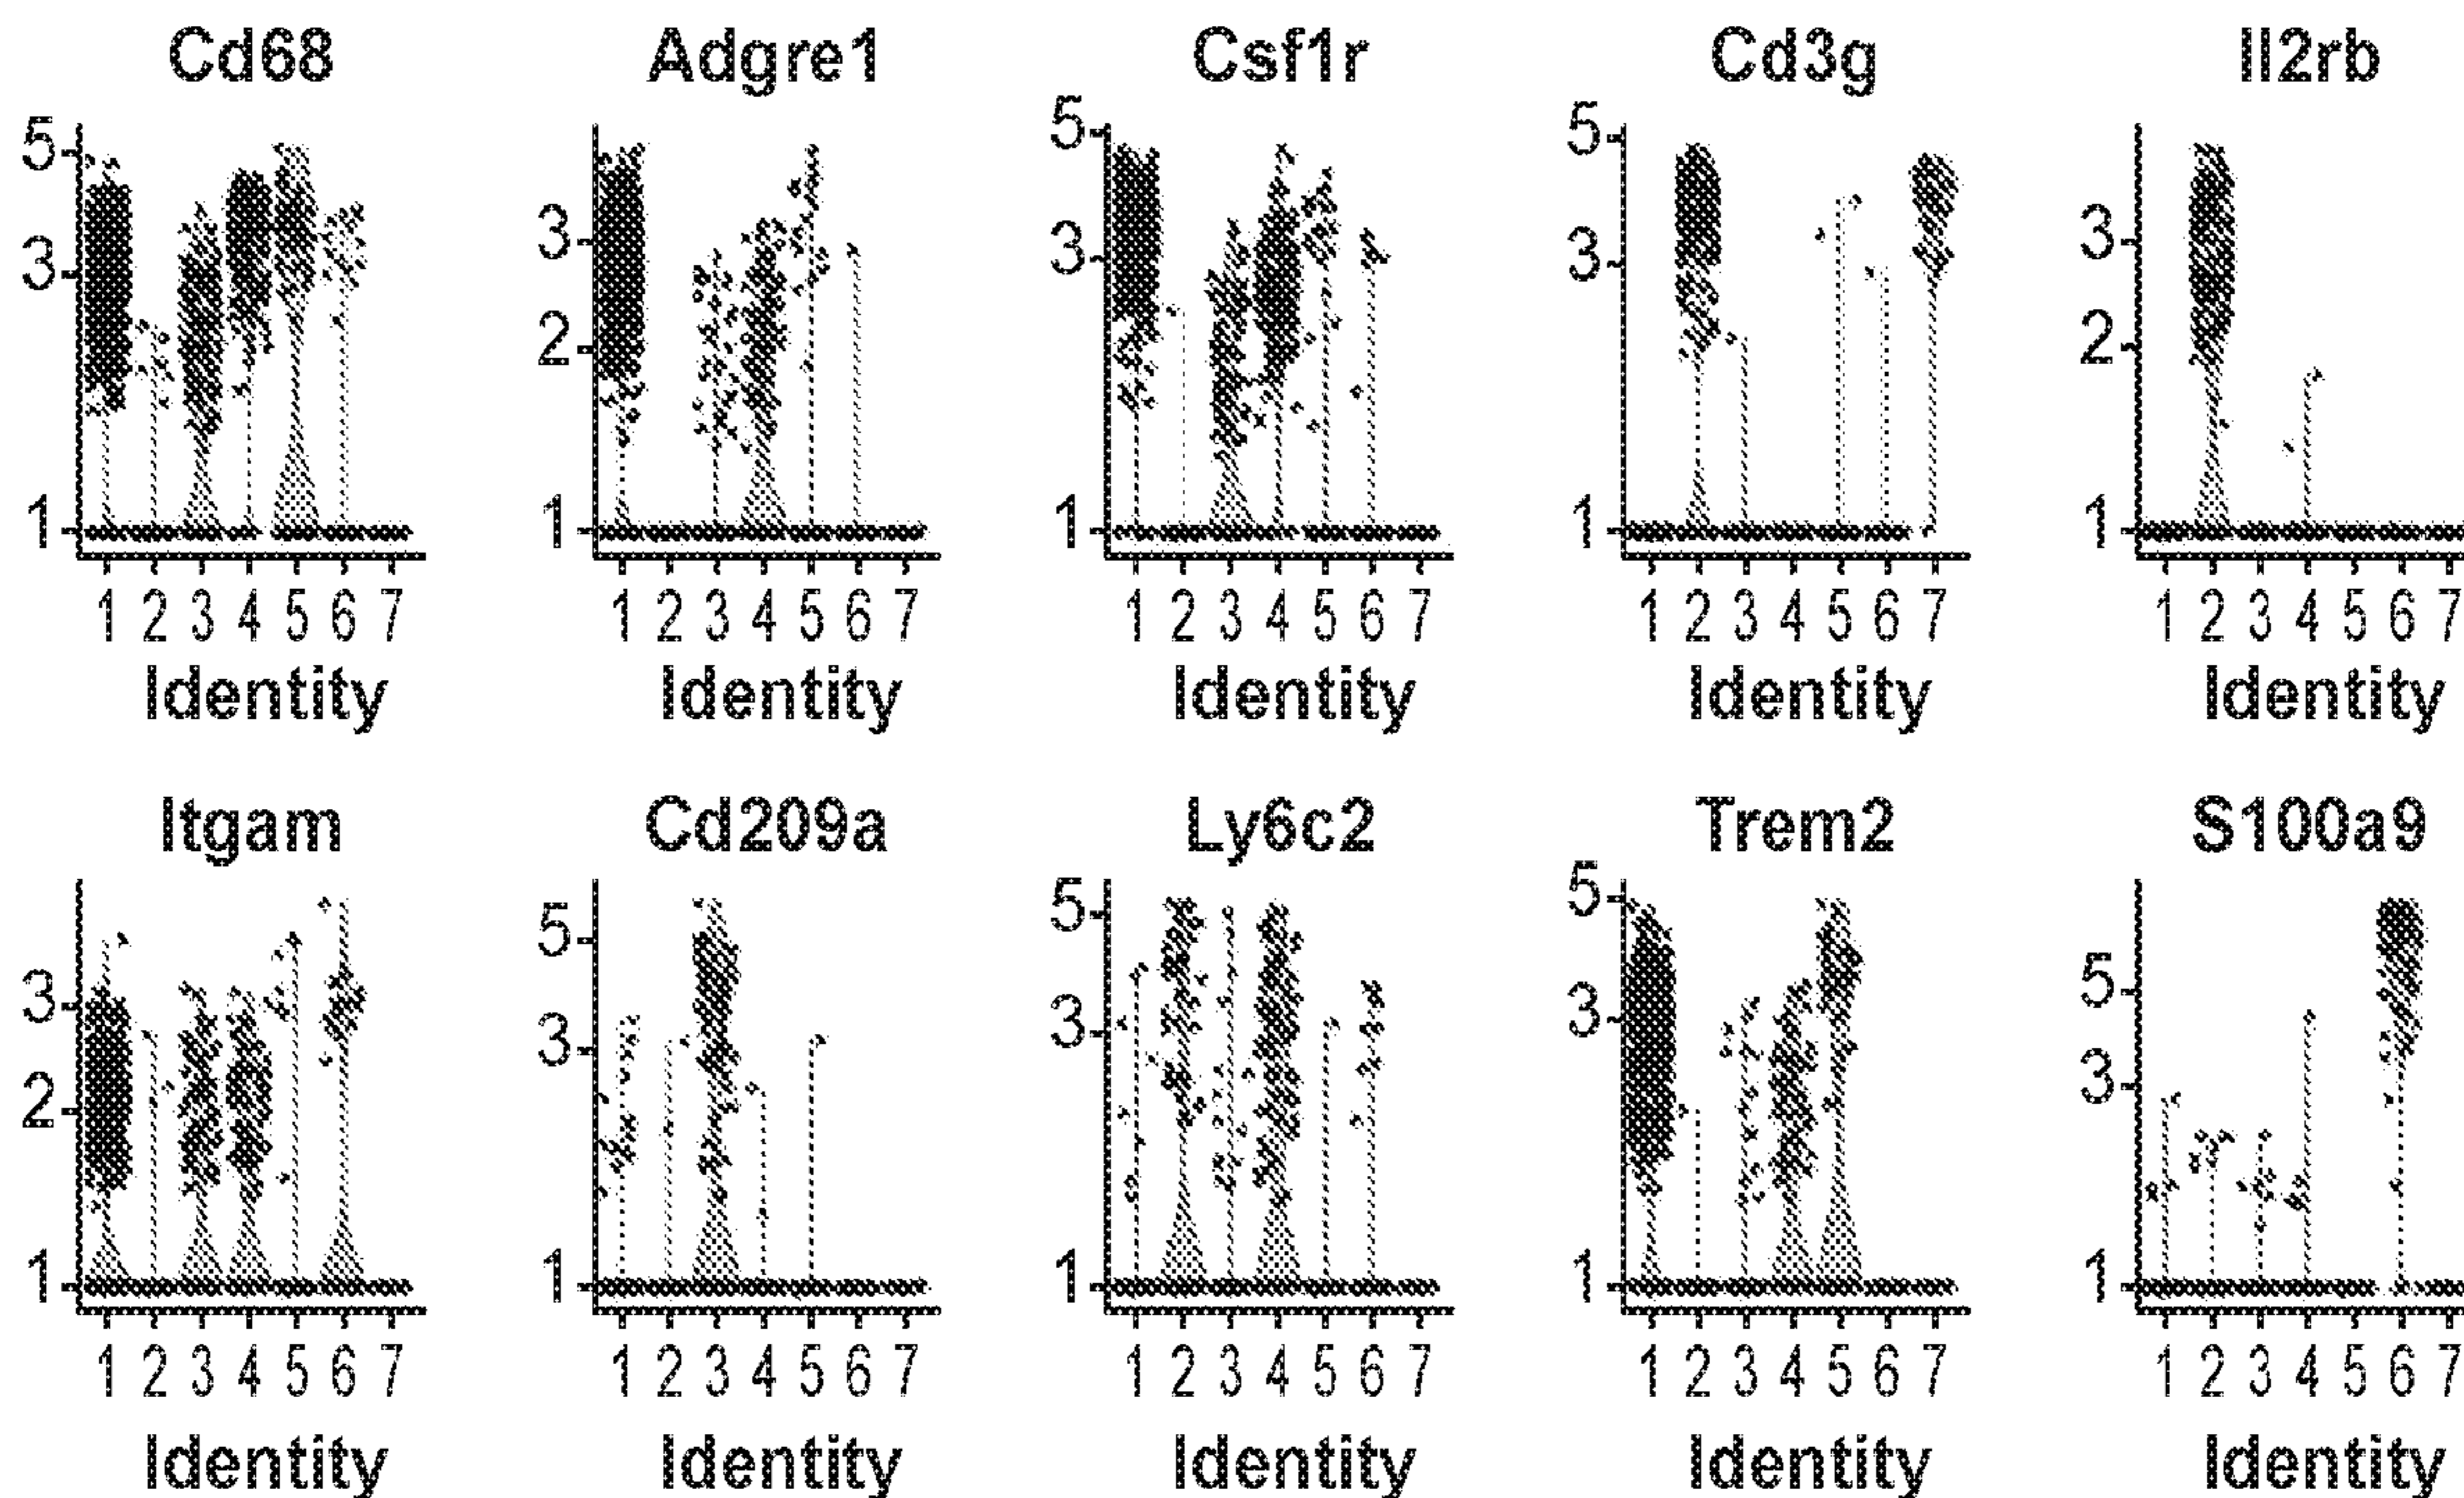 Cd68 Adgre1 Csf1r Cd3g Il2rb
5 5 5
3 3 3 3 3
2 2
1 1 1 1 1
1 2 3 4 5 6 7 1 2 3 4 5 6 7 1 2 3 4 5 6 7 1 2 3 4 5 6 7 1 2 3 4 5 6 7
Identity Identity Identity Identity Identity
Itgam Cd209a Ly6c2 Trem2 S100a9
5 5 5 5
3 3 3 3 3
2
1 1 1 1 1
1 2 3 4 5 6 7 1 2 3 4 5 6 7 1 2 3 4 5 6 7 1 2 3 4 5 6 7 1 2 3 4 5 6 7
Identity Identity Identity Identity Identity